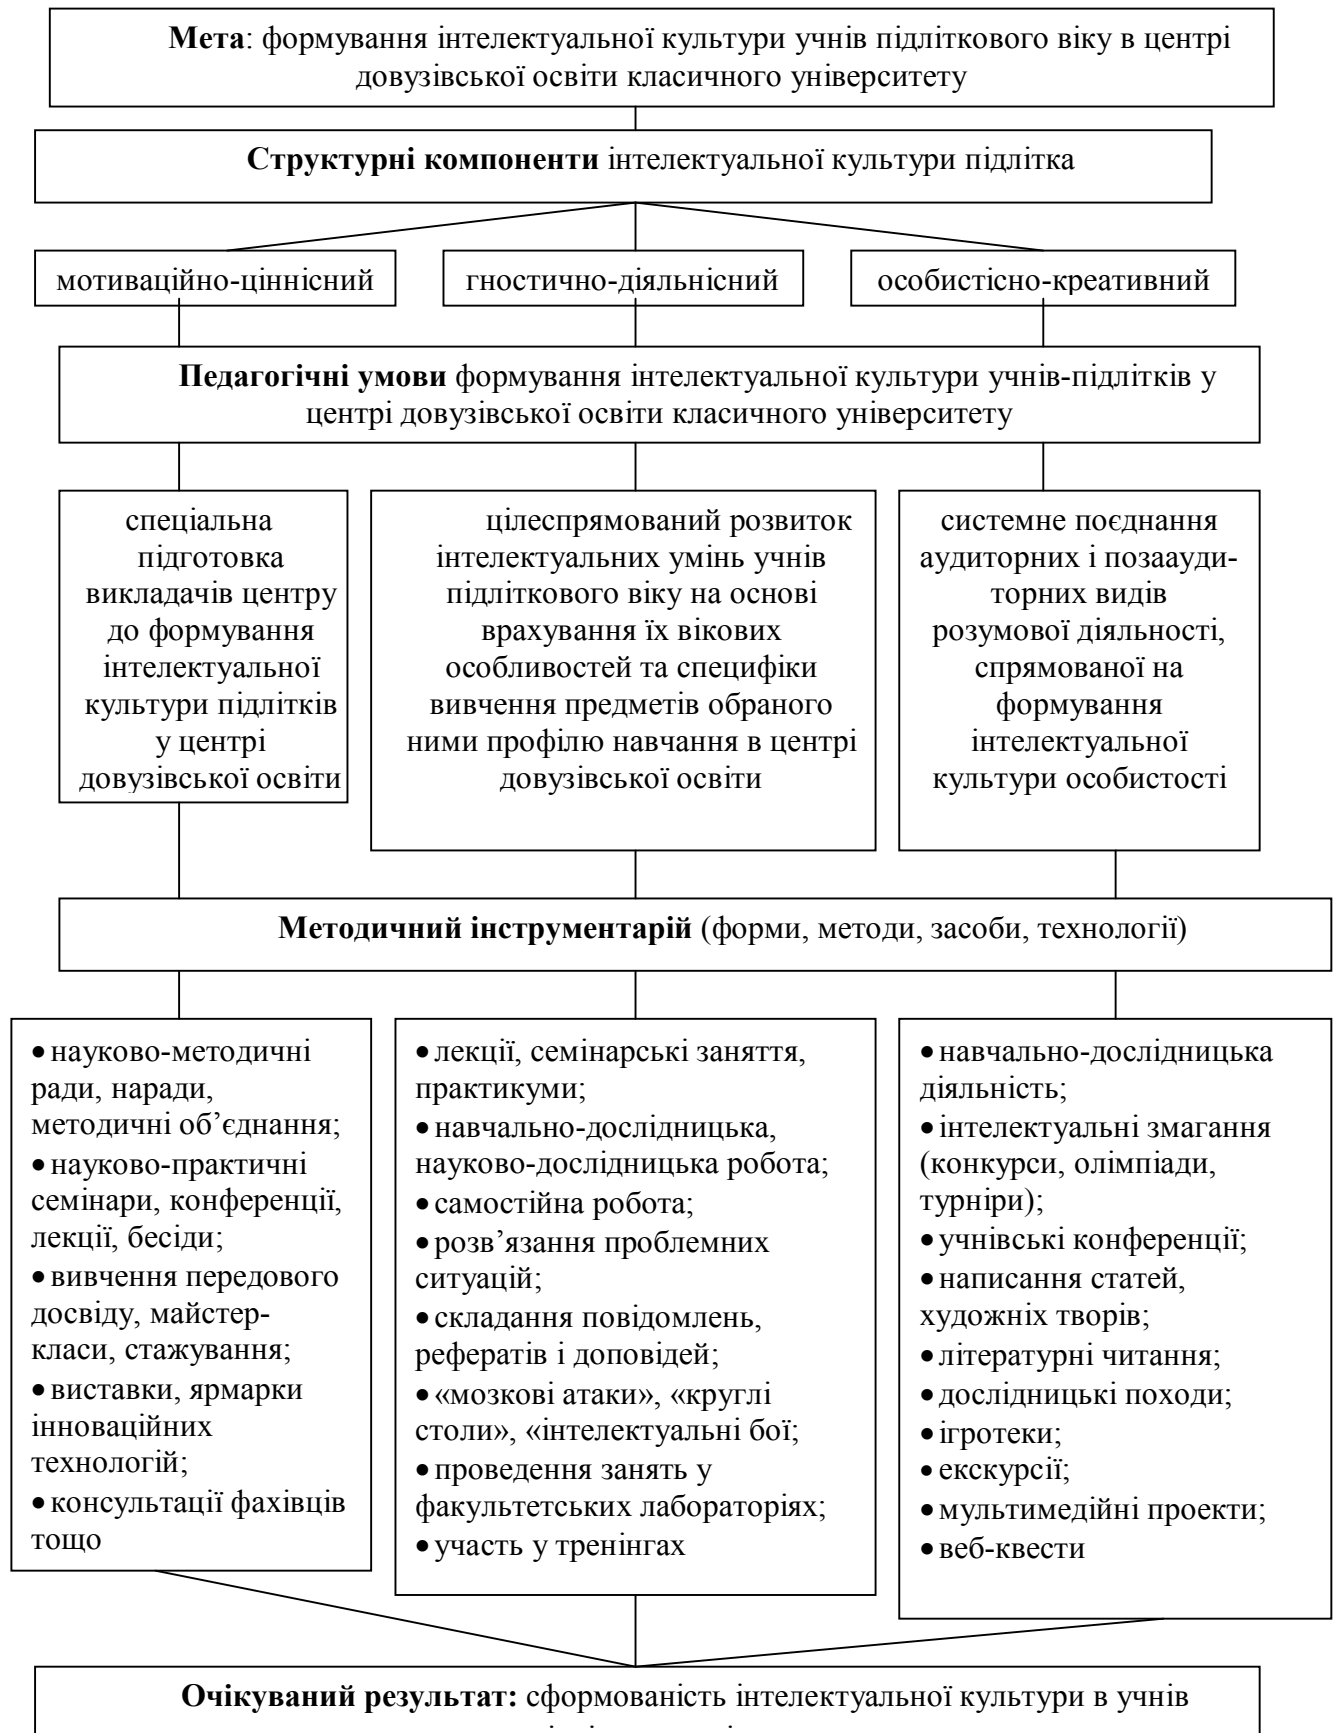 Мета: формування інтелектуальної культури учнів підліткового віку в центрі
довузівської освіти класичного університету
Структурні компоненти інтелектуальної культури підлітка
мотиваційно-ціннісний
гностично-діяльнісний
особистісно-креативний
Педагогічні умови формування інтелектуальної культури учнів-підлітків у
центрі довузівської освіти класичного університету
спеціальна
підготовка
викладачів центру
до формування
інтелектуальної
культури підлітків
у центрі
довузівської освіти
цілеспрямований розвиток
інтелектуальних умінь учнів
підліткового віку на основі
врахування їх вікових
особливостей та специфіки
вивчення предметів обраного
ними профілю навчання в центрі
довузівської освіти
системне поєднання
аудиторних і позаауди-
торних видів
розумової діяльності,
спрямованої на
формування
інтелектуальної
культури особистості
Методичний інструментарій (форми, методи, засоби, технології)
• науково-методичні
ради, наради,
методичні об’єднання;
• науково-практичні
семінари, конференції,
лекції, бесіди;
• вивчення передового
досвіду, майстер-
класи, стажування;
• виставки, ярмарки
інноваційних
технологій;
• консультації фахівців
тощо
• лекції, семінарські заняття,
практикуми;
• навчально-дослідницька,
науково-дослідницька робота;
• самостійна робота;
• розв’язання проблемних
ситуацій;
• складання повідомлень,
рефератів і доповідей;
• «мозкові атаки», «круглі
столи», «інтелектуальні бої;
• проведення занять у
факультетських лабораторіях;
• участь у тренінгах
• навчально-дослідницька
діяльність;
• інтелектуальні змагання
(конкурси, олімпіади,
турніри);
• учнівські конференції;
• написання статей,
художніх творів;
• літературні читання;
• дослідницькі походи;
• ігротеки;
• екскурсії;
• мультимедійні проекти;
• веб-квести
Очікуваний результат: сформованість інтелектуальної культури в учнів